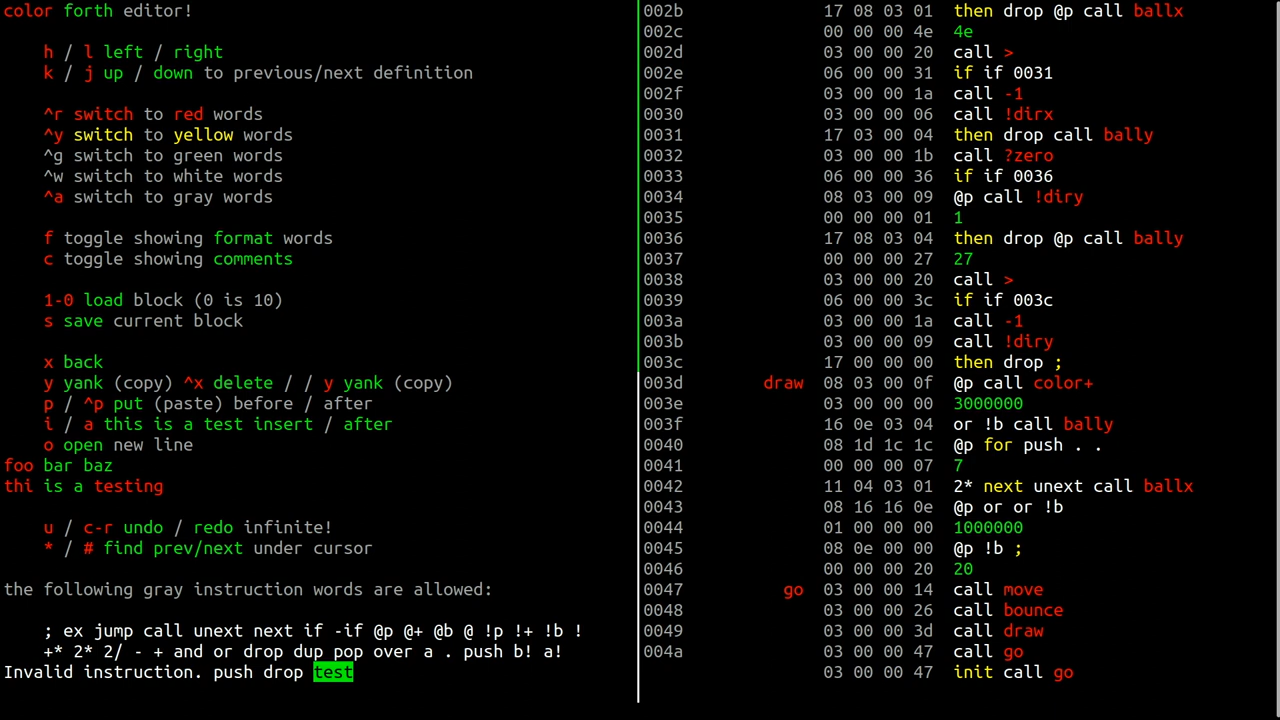 color forth editor!
h / l left / right
k / j up / down to previous/next definition
^r switch to red words
^y switch to yellow words
^g switch to green words
^w switch to white words
^a switch to gray words
f toggle showing format words
c toggle showing comments
1-0 load block (0 is 10)
s save current block
x back
y yank (copy) ^x delete / / y yank (copy)
p / ^p put (paste) before / after
i / a this is a test insert / after
o open new line
foo bar baz
thi is a testing
u / c-r undo / redo infinite!
* / # find prev/next under cursor
the following gray instruction words are allowed:
; ex jump call unext next if -if @p @+ @b @ !p !+ !b !
+* 2* 2/ - + and or drop dup pop over a . push b! a!
Invalid instruction. push drop test
002b 17 08 03 01 then drop @p call ballx
002c 00 00 00 4e 4e
002d 03 00 00 20 call >
002e 06 00 00 31 if if 0031
002f 03 00 00 1a call -1
0030 03 00 00 06 call !dirx
0031 17 03 00 04 then drop call bally
0032 03 00 00 1b call ?zero
0033 06 00 00 36 if if 0036
0034 08 03 00 09 @p call !diry
0035 00 00 00 01 1
0036 17 08 03 04 then drop @p call bally
0037 00 00 00 27 27
0038 03 00 00 20 call >
0039 06 00 00 3c if if 003c
003a 03 00 00 1a call -1
003b 03 00 00 09 call !diry
003c 17 00 00 00 then drop ;
003d draw 08 03 00 0f @p call color+
003e 03 00 00 00 3000000
003f 16 0e 03 04 or !b call bally
0040 08 1d 1c 1c @p for push . .
0041 00 00 00 07 7
0042 11 04 03 01 2* next unext call ballx
0043 08 16 16 0e @p or or !b
0044 01 00 00 00 1000000
0045 08 0e 00 00 @p !b ;
0046 00 00 00 20 20
0047 go 03 00 00 14 call move
0048 03 00 00 26 call bounce
0049 03 00 00 3d call draw
004a 03 00 00 47 call go
03 00 00 47 init call go